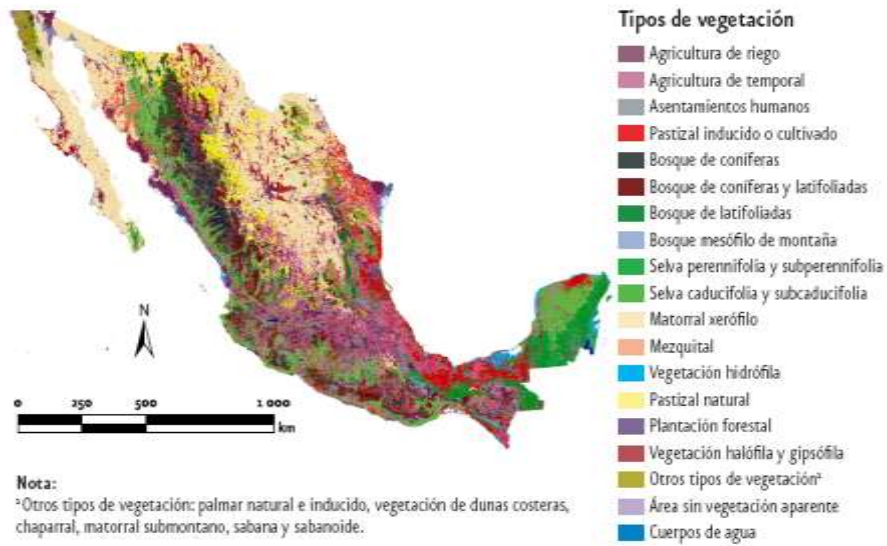 Tipos de vegetación
Agricultura de riego
Agricultura de temporal
Asentamientos humanos
Pastizal inducido o cultivado
Bosque de coníferas
Bosque de coníferas y latifoliadas
Bosque de latifoliadas
Bosque mesófilo de montaña
Selva perennifolia y subperennifolia
Selva caducifolia y subcaducifolia
Matorral xerófilo
Mezquital
Vegetación hidrófila
Pastizal natural
Plantación forestal
Vegetación halófila y gipsófila
Otros tipos de vegetación²
Área sin vegetación aparente
Cuerpos de agua
N
0 250 500 1 000
km
Nota:
²Otros tipos de vegetación: palmar natural e inducido, vegetación de dunas costeras,
chaparral, matorral submontano, sabana y sabanoide.